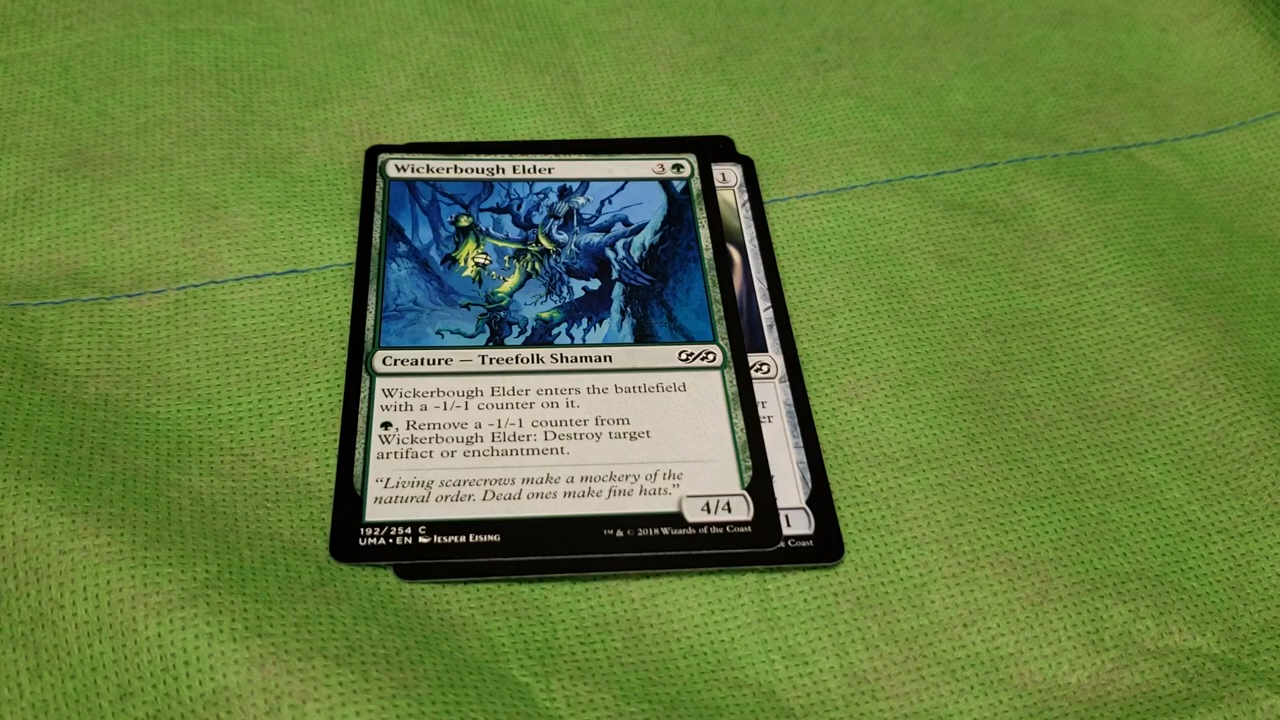 Wickerbough Elder 3
1
Creature — Treefolk Shaman
Wickerbough Elder enters the battlefield
with a -1/-1 counter on it.
, Remove a -1/-1 counter from
Wickerbough Elder: Destroy target
artifact or enchantment.
“Living scarecrows make a mockery of the
natural order. Dead ones make fine hats.”
4/4
192/254 C
UMA • EN Jesper Eising
™ & © 2018 Wizards of the Coast
1
Coast